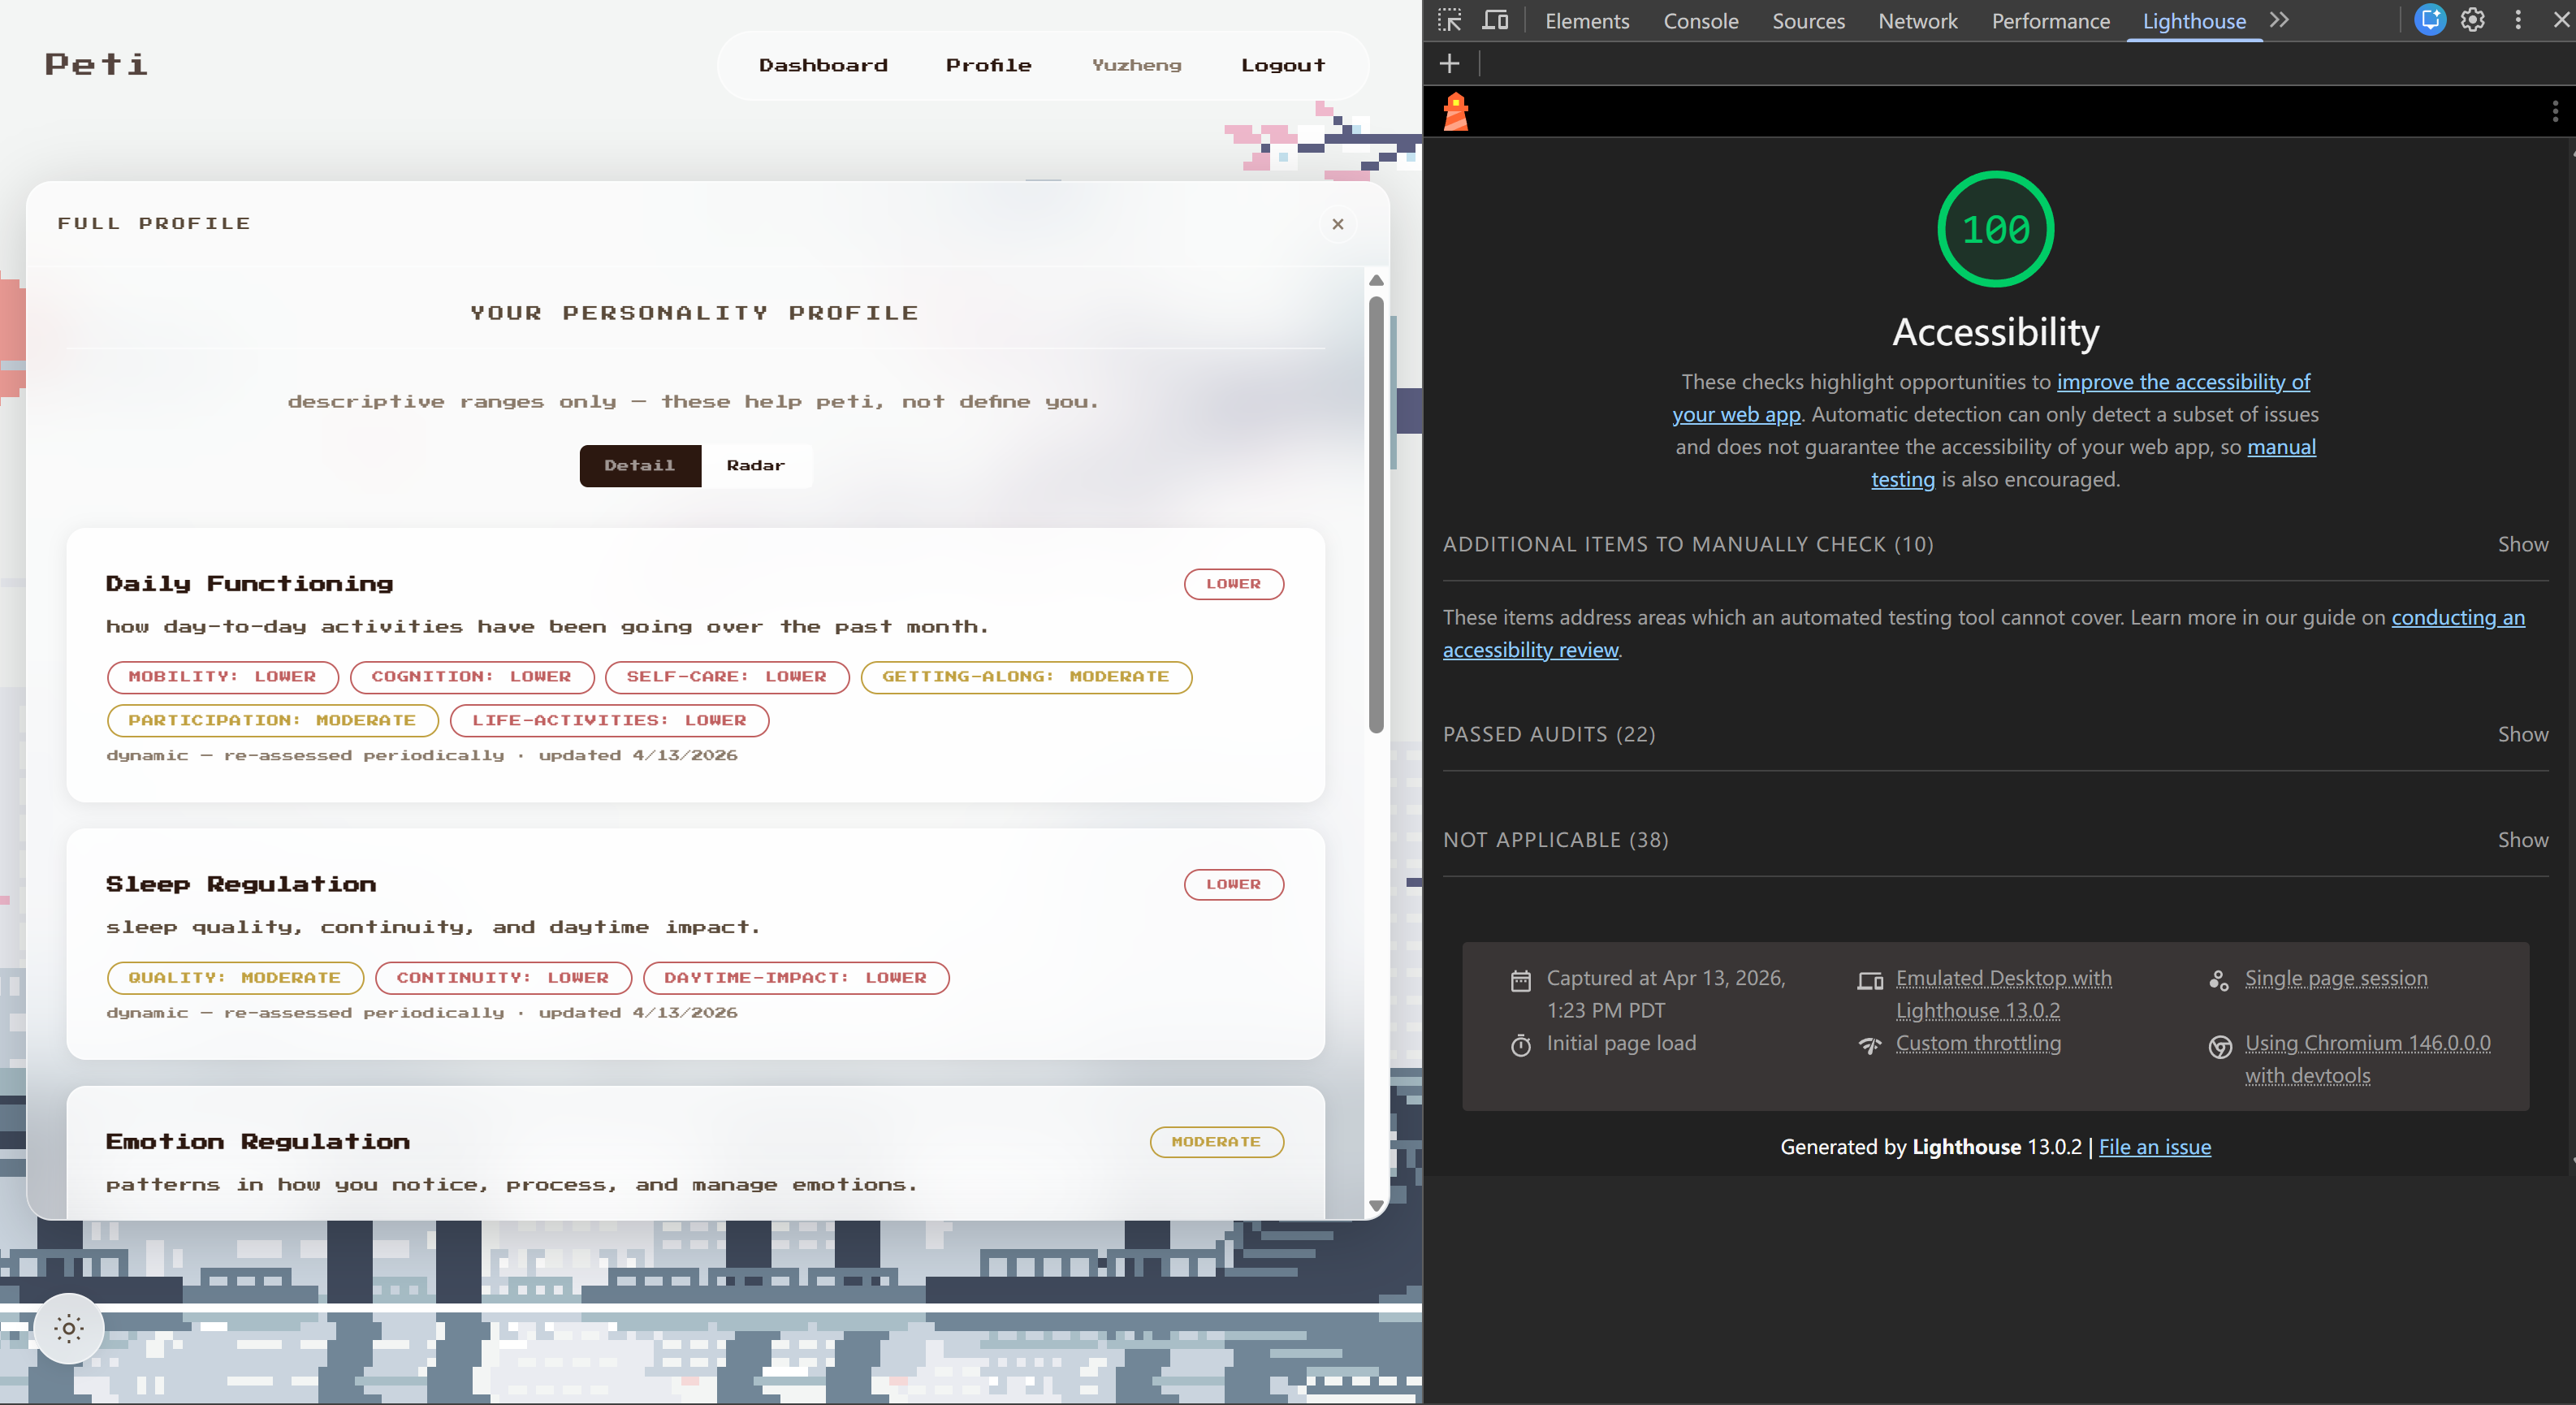 Peti
Dashboard Profile Yuzheng Logout
FULL PROFILE
×
YOUR PERSONALITY PROFILE
descriptive ranges only — these help peti, not define you.
Detail Radar
Daily Functioning
LOWER
how day-to-day activities have been going over the past month.
MOBILITY: LOWER COGNITION: LOWER SELF-CARE: LOWER GETTING-ALONG: MODERATE
PARTICIPATION: MODERATE LIFE-ACTIVITIES: LOWER
dynamic — re-assessed periodically · updated 4/13/2026
Sleep Regulation
LOWER
sleep quality, continuity, and daytime impact.
QUALITY: MODERATE CONTINUITY: LOWER DAYTIME-IMPACT: LOWER
dynamic — re-assessed periodically · updated 4/13/2026
Emotion Regulation
MODERATE
patterns in how you notice, process, and manage emotions.
Elements Console Sources Network Performance Lighthouse
100
Accessibility
These checks highlight opportunities to improve the accessibility of
your web app. Automatic detection can only detect a subset of issues
and does not guarantee the accessibility of your web app, so manual
testing is also encouraged.
ADDITIONAL ITEMS TO MANUALLY CHECK (10) Show
These items address areas which an automated testing tool cannot cover. Learn more in our guide on conducting an
accessibility review.
PASSED AUDITS (22) Show
NOT APPLICABLE (38) Show
Captured at Apr 13, 2026,
1:23 PM PDT
Emulated Desktop with
Lighthouse 13.0.2
Single page session
Initial page load
Custom throttling
Using Chromium 146.0.0.0
with devtools
Generated by Lighthouse 13.0.2 | File an issue